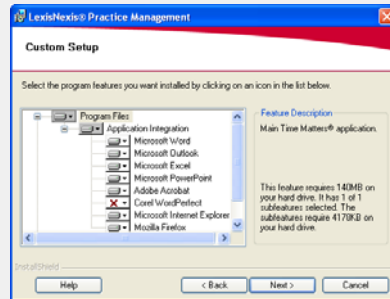 LexisNexis® Practice Management
Custom Setup
Select the program features you want installed by clicking on an icon in the list below.
Program Files
Application Integration
Microsoft Word
Microsoft Outlook
Microsoft Excel
Microsoft PowerPoint
Adobe Acrobat
Corel WordPerfect
Microsoft Internet Explorer
Mozilla Firefox
Feature Description
Main Time Matters® application.
This feature requires 140MB on
your hard drive. It has 1 of 1
subfeatures selected. The
subfeatures require 4178KB on
your hard drive.
InstallShield
Help
< Back
Next >
Cancel